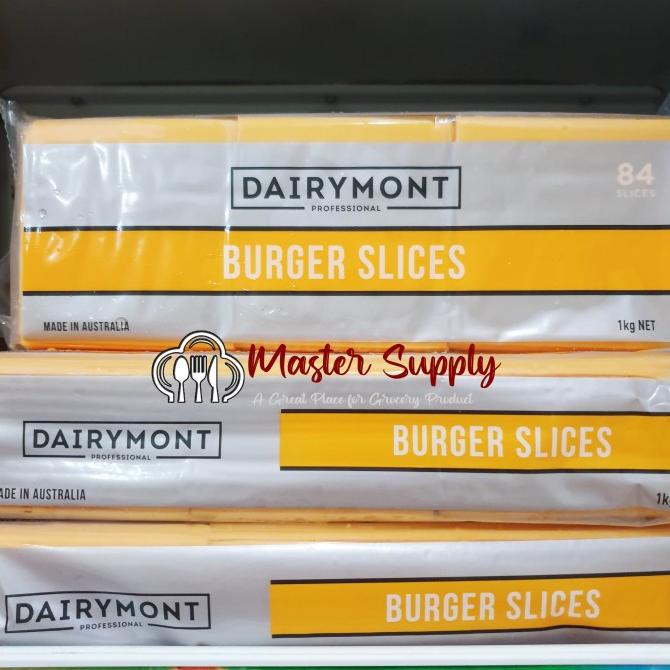 DAIRYMONT
PROFESSIONAL
84
SLICES
BURGER SLICES
MADE IN AUSTRALIA
1kg NET
Master Supply
A Great Place for Grocery Product
DAIRYMONT
PROFESSIONAL
BURGER SLICES
ADE IN AUSTRALIA
1k
DAIRYMONT
PROFESSIONAL
BURGER SLICES